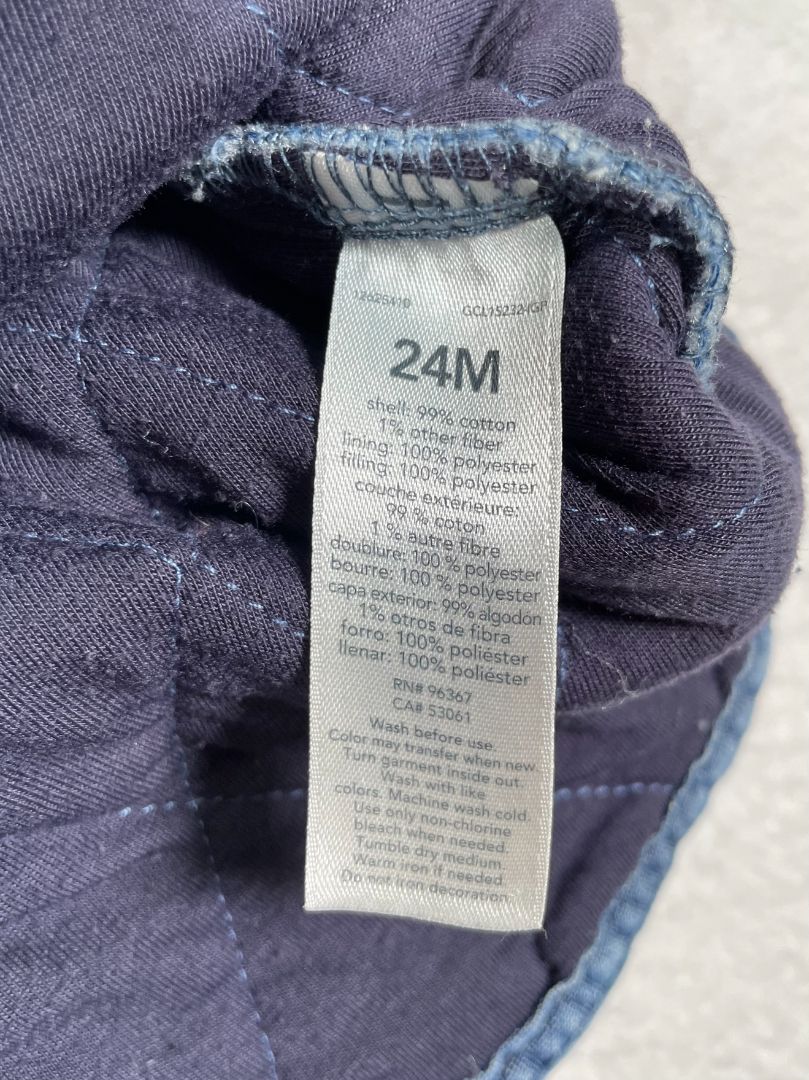 12625410 GCL15232-IGP
24M
shell: 99% cotton
1% other fiber
lining: 100% polyester
filling: 100% polyester
couche extérieure:
99 % coton
1 % autre fibre
doublure: 100 % polyester
bourre: 100 % polyester
capa exterior: 99% algodón
1% otros de fibra
forro: 100% poliéster
llenar: 100% poliéster
RN# 96367
CA# 53061
Wash before use.
Color may transfer when new.
Turn garment inside out.
Wash with like
colors. Machine wash cold.
Use only non-chlorine
bleach when needed.
Tumble dry medium.
Warm iron if needed.
Do not iron decoration.